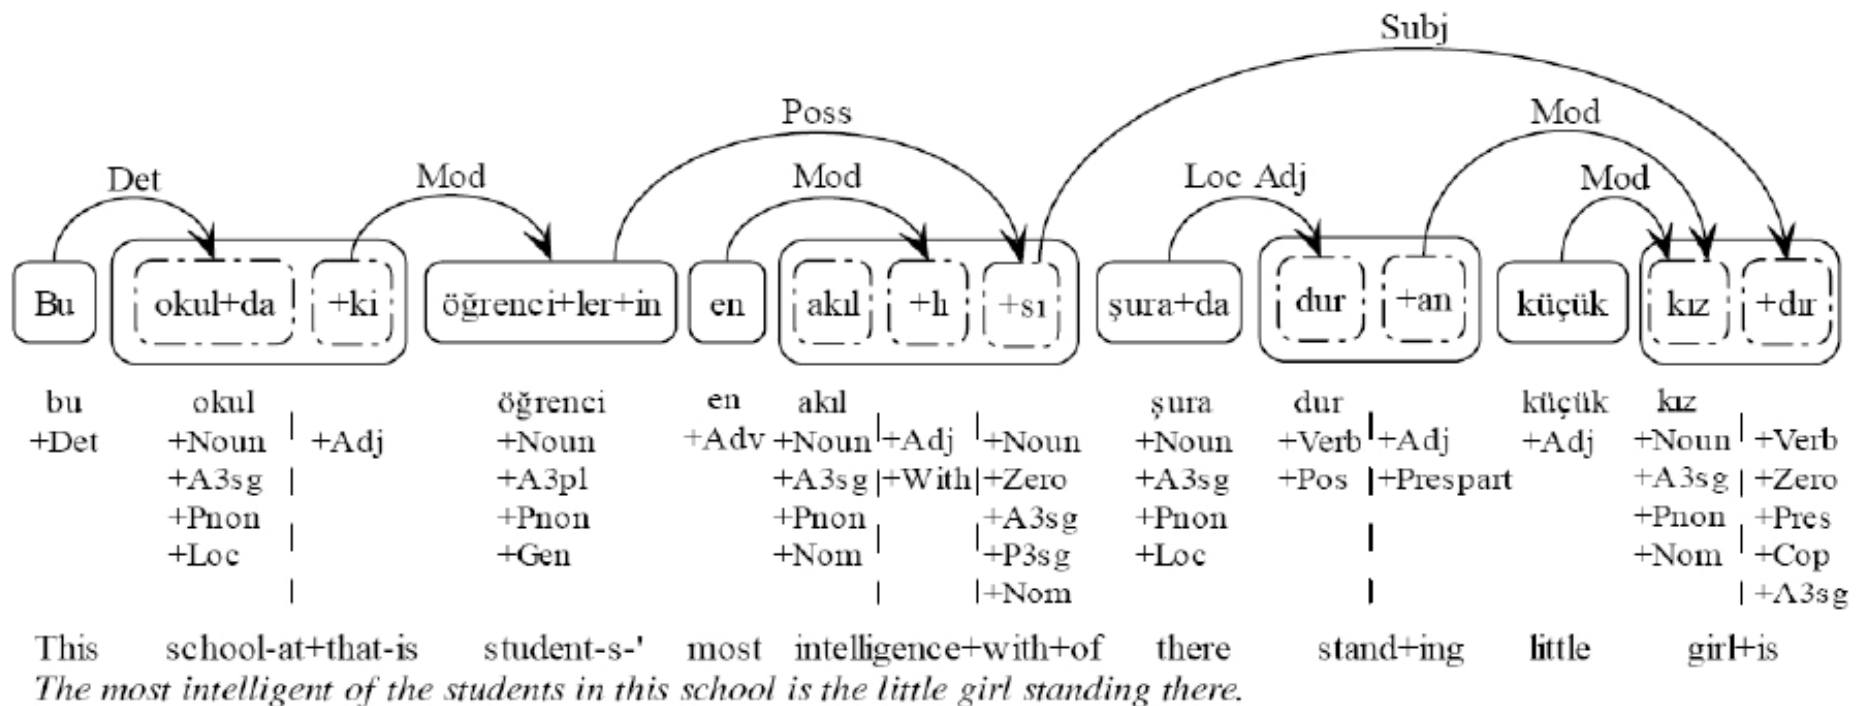 Subj
Poss Mod
Det Mod Mod Loc Adj Mod
Bu okul+da +ki öğrenci+ler+in en akıl +lı +sı şura+da dur +an küçük kız +dır
bu okul öğrenci en akıl şura dur küçük kız
+Det +Noun +Adj +Noun +Adv +Noun +Adj +Noun +Noun +Verb +Adj +Adj +Noun +Verb
+A3sg +A3pl +A3sg +With +Zero +A3sg +Pos +Prespart +A3sg +Zero
+Pnon +Pnon +Pnon +A3sg +Pnon +Pnon +Pres
+Loc +Gen +Nom +P3sg +Loc +Nom +Cop
+Nom +A3sg
This school-at+that-is student-s-' most intelligence+with+of there stand+ing little girl+is
The most intelligent of the students in this school is the little girl standing there.